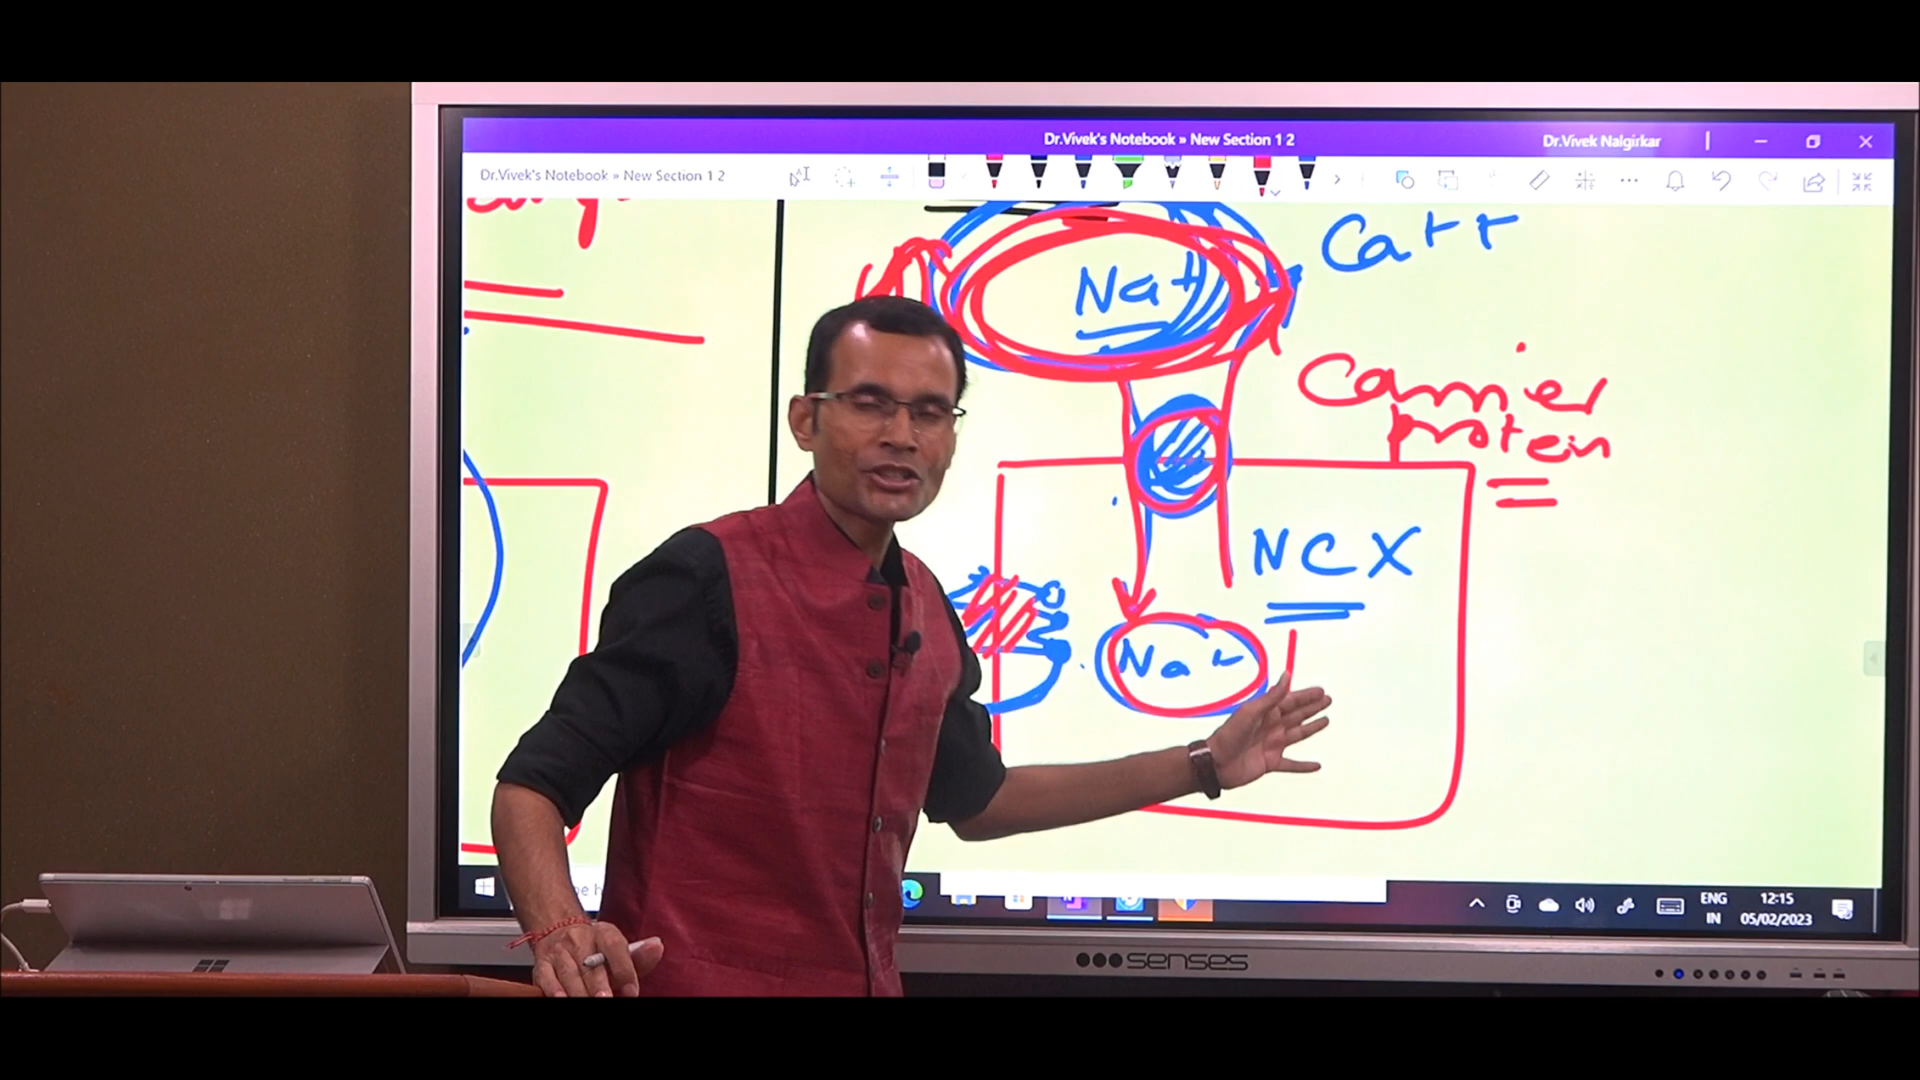 Dr.Vivek's Notebook » New Section 1 2
Dr.Vivek Nalgirkar
Dr.Vivek's Notebook » New Section 1 2
Na+
Ca++
Carrier
protein
NCX
Na+
ENG
IN
12:15
05/02/2023
senses